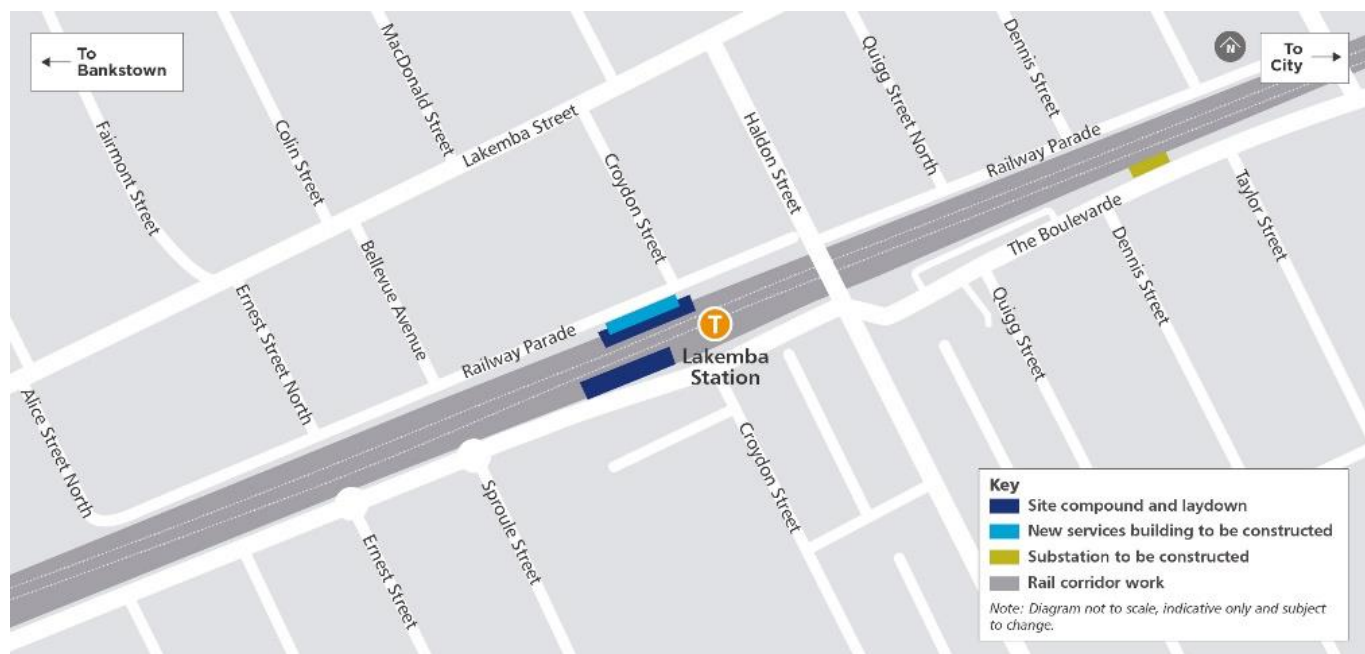 To
Bankstown
MacDonald Street
Quigg Street North
Dennis Street
N
To
City
Fairmont Street
Colin Street
Lakemba Street
Croydon Street
Haldon Street
Railway Parade
Taylor Street
Bellevue Avenue
The Boulevarde
Dennis Street
Ernest Street North
Quigg Street
Railway Parade
T
Lakemba
Station
Alice Street North
Croydon Street
Sproule Street
Ernest Street
Key
Site compound and laydown
New services building to be constructed
Substation to be constructed
Rail corridor work
Note: Diagram not to scale, indicative only and subject
to change.